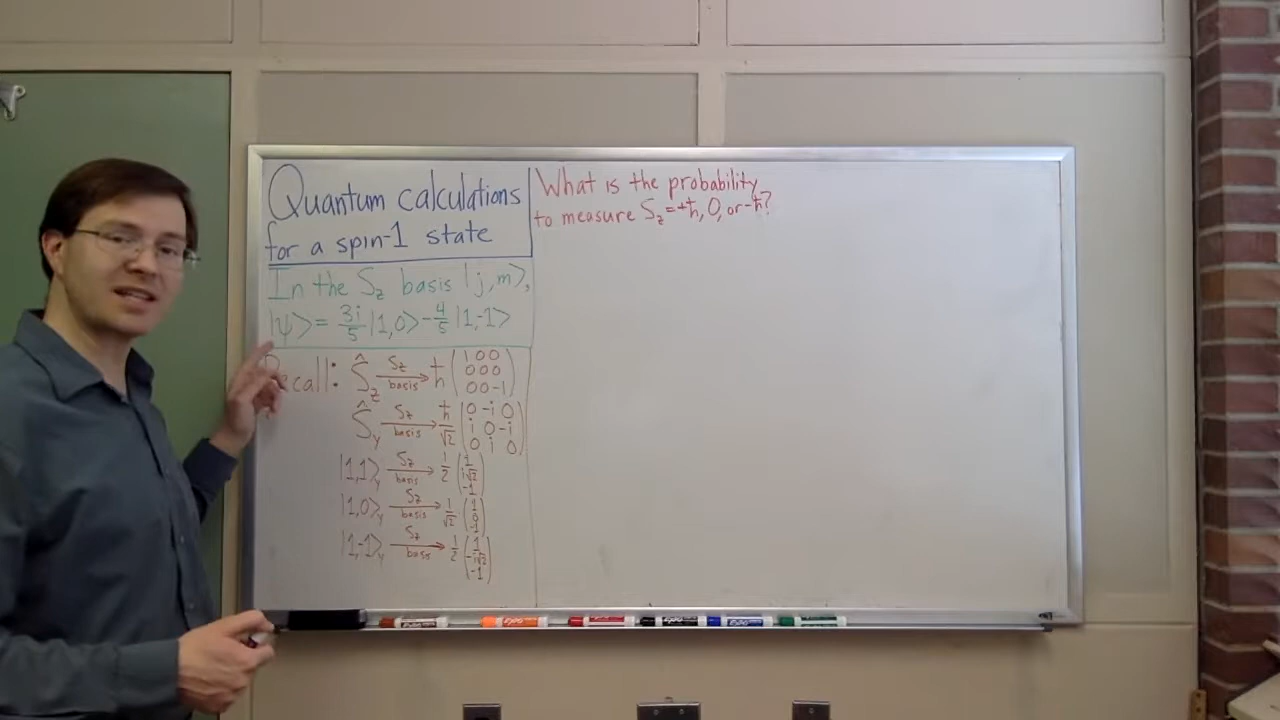 Quantum calculations
for a spin-1 state
In the S_z basis |j,m>,
|ψ> = 3i/5 |1,0> - 4/5 |1,-1>
Recall: Ŝ_z S_z basis → ħ (1 0 0
0 0 0
0 0 -1)
Ŝ_y S_z basis → ħ/√2 (0 -i 0
i 0 -i
0 i 0)
|1,1>_y S_z basis → 1/2 (1
i√2
-1)
|1,0>_y S_z basis → 1/√2 (1
0
1)
|1,-1>_y S_z basis → 1/2 (1
-i√2
-1)
What is the probability
to measure S_z = +ħ, 0, or -ħ?